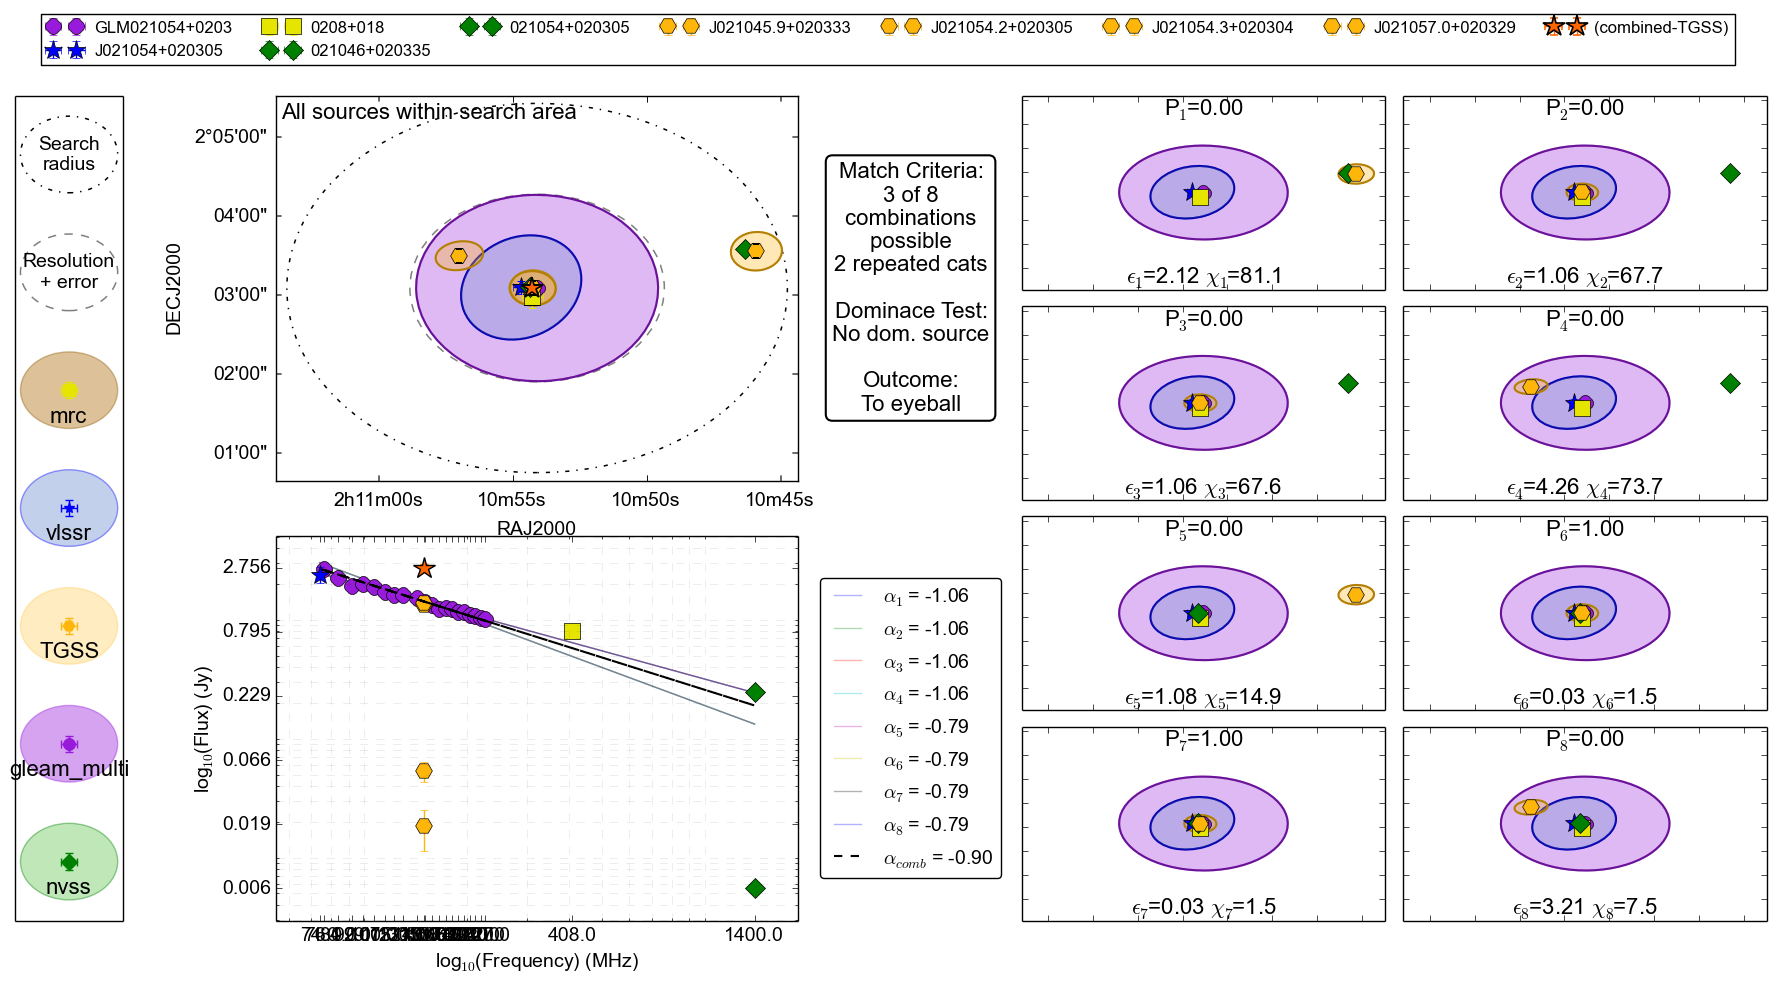 GLM021054+0203 0208+018 021054+020305 J021045.9+020333 J021054.2+020305 J021054.3+020304 J021057.0+020329 (combined-TGSS)
J021054+020305 021046+020335
Search
radius
Resolution
+ error
mrc
vlssr
TGSS
gleam_multi
nvss
All sources within search area
2°05'00"
04'00"
03'00"
02'00"
01'00"
DECJ2000
2h11m00s 10m55s 10m50s 10m45s
RAJ2000
Match Criteria:
3 of 8
combinations
possible
2 repeated cats
Dominace Test:
No dom. source
Outcome:
To eyeball
2.756
0.795
0.229
0.066
0.019
0.006
log₁₀(Flux) (Jy)
408.0 1400.0
log₁₀(Frequency) (MHz)
α₁ = -1.06
α₂ = -1.06
α₃ = -1.06
α₄ = -1.06
α₅ = -0.79
α₆ = -0.79
α₇ = -0.79
α₈ = -0.79
α_comb = -0.90
P₁=0.00
ϵ₁=2.12 χ₁=81.1
P₂=0.00
ϵ₂=1.06 χ₂=67.7
P₃=0.00
ϵ₃=1.06 χ₃=67.6
P₄=0.00
ϵ₄=4.26 χ₄=73.7
P₅=0.00
ϵ₅=1.08 χ₅=14.9
P₆=1.00
ϵ₆=0.03 χ₆=1.5
P₇=1.00
ϵ₇=0.03 χ₇=1.5
P₈=0.00
ϵ₈=3.21 χ₈=7.5